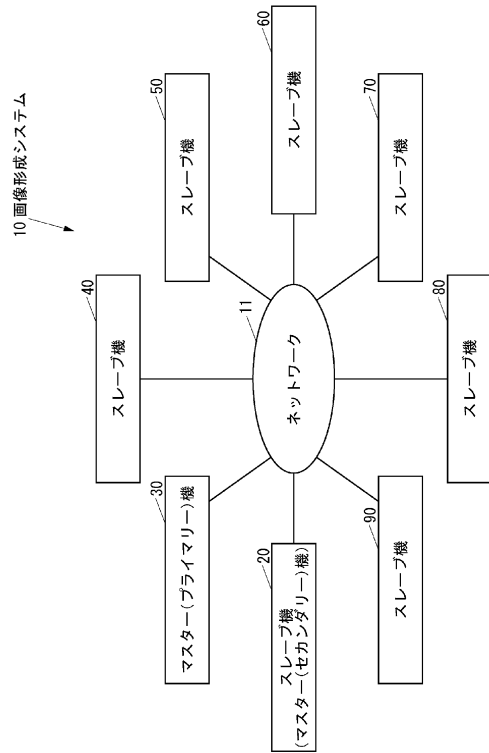 10 画像形成システム
40
スレーブ機
30
マスター(プライマリー)機
50
スレーブ機
20
スレーブ機
(マスター(セカンダリー)機)
11
ネットワーク
60
スレーブ機
90
スレーブ機
70
スレーブ機
80
スレーブ機